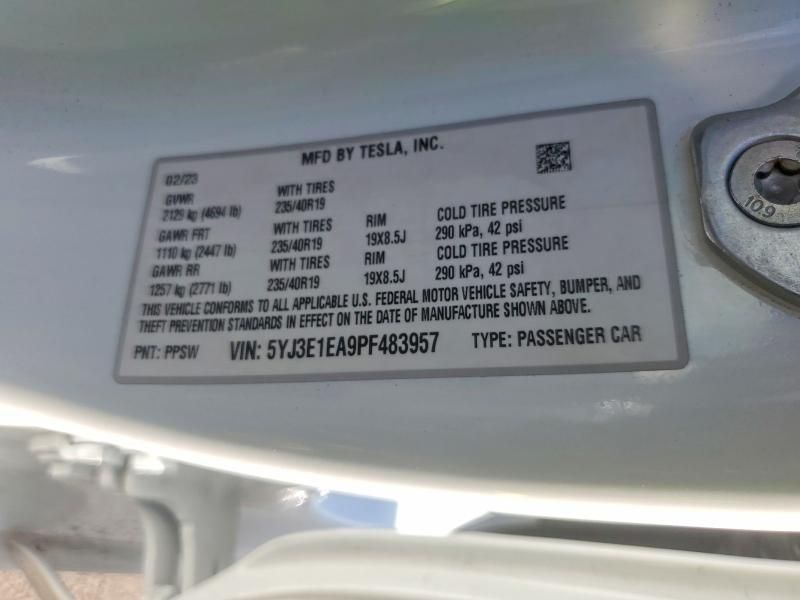 MFD BY TESLA, INC.
02/23
GVWR WITH TIRES
2129 kg (4694 lb) 235/40R19
GAWR FRT WITH TIRES RIM COLD TIRE PRESSURE
1110 kg (2447 lb) 235/40R19 19X8.5J 290 kPa, 42 psi
GAWR RR WITH TIRES RIM COLD TIRE PRESSURE
1257 kg (2771 lb) 235/40R19 19X8.5J 290 kPa, 42 psi
THIS VEHICLE CONFORMS TO ALL APPLICABLE U.S. FEDERAL MOTOR VEHICLE SAFETY, BUMPER, AND
THEFT PREVENTION STANDARDS IN EFFECT ON THE DATE OF MANUFACTURE SHOWN ABOVE.
PNT: PPSW VIN: 5YJ3E1EA9PF483957 TYPE: PASSENGER CAR
10.9